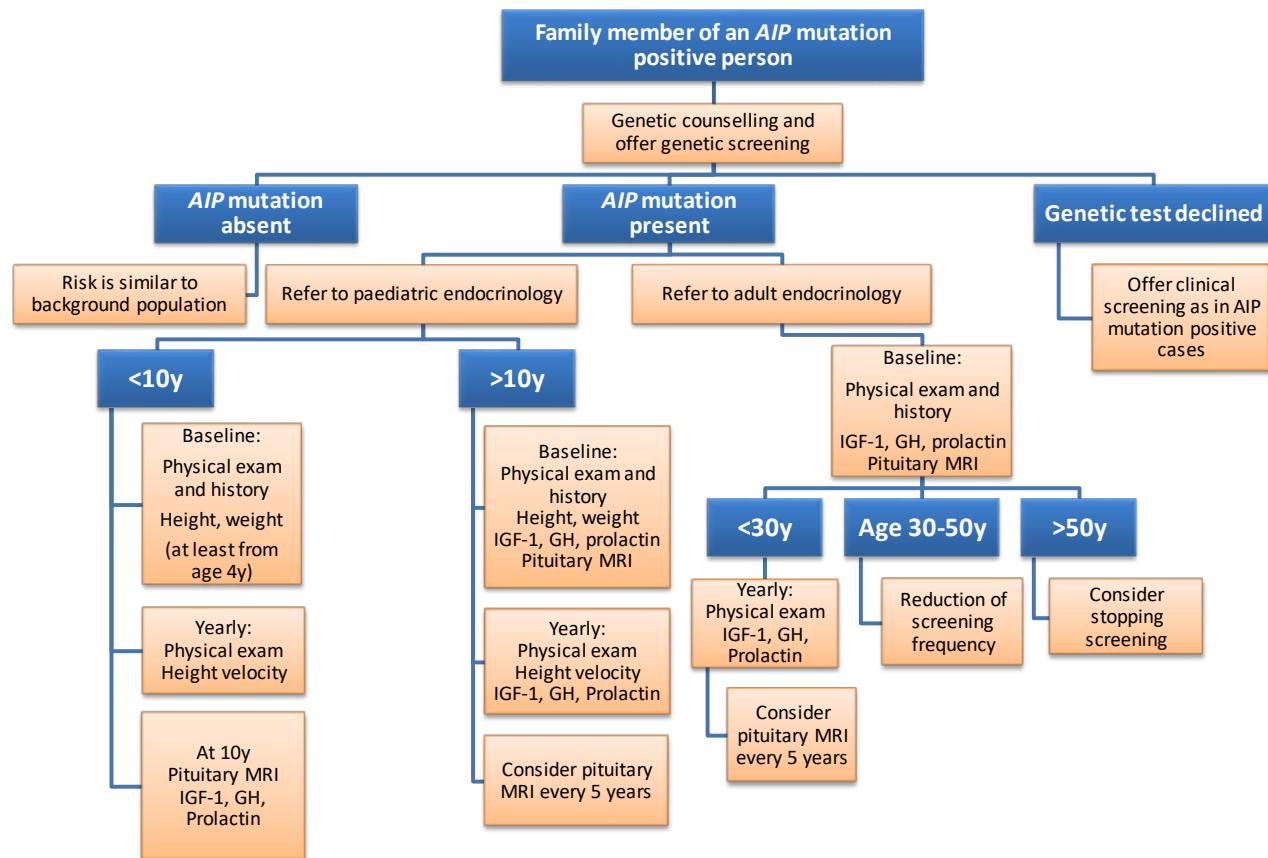 Family member of an AIP mutation
positive person
Genetic counselling and
offer genetic screening
AIP mutation
absent
AIP mutation
present
Genetic test declined
Risk is similar to
background population
Refer to paediatric endocrinology
Refer to adult endocrinology
Offer clinical
screening as in AIP
mutation positive
cases
<10y
>10y
Baseline:
Physical exam and
history
IGF-1, GH, prolactin
Pituitary MRI
Baseline:
Physical exam
and history
Height, weight
(at least from
age 4y)
Yearly:
Physical exam
Height velocity
At 10y
Pituitary MRI
IGF-1, GH,
Prolactin
Baseline:
Physical exam and
history
Height, weight
IGF-1, GH, prolactin
Pituitary MRI
Yearly:
Physical exam
Height velocity
IGF-1, GH, Prolactin
Consider pituitary
MRI every 5 years
<30y
Age 30-50y
>50y
Yearly:
Physical exam
IGF-1, GH,
Prolactin
Reduction of
screening
frequency
Consider
stopping
screening
Consider
pituitary MRI
every 5 years